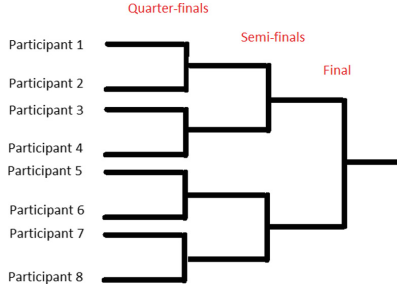 Quarter-finals
Semi-finals
Final
Participant 1
Participant 2
Participant 3
Participant 4
Participant 5
Participant 6
Participant 7
Participant 8